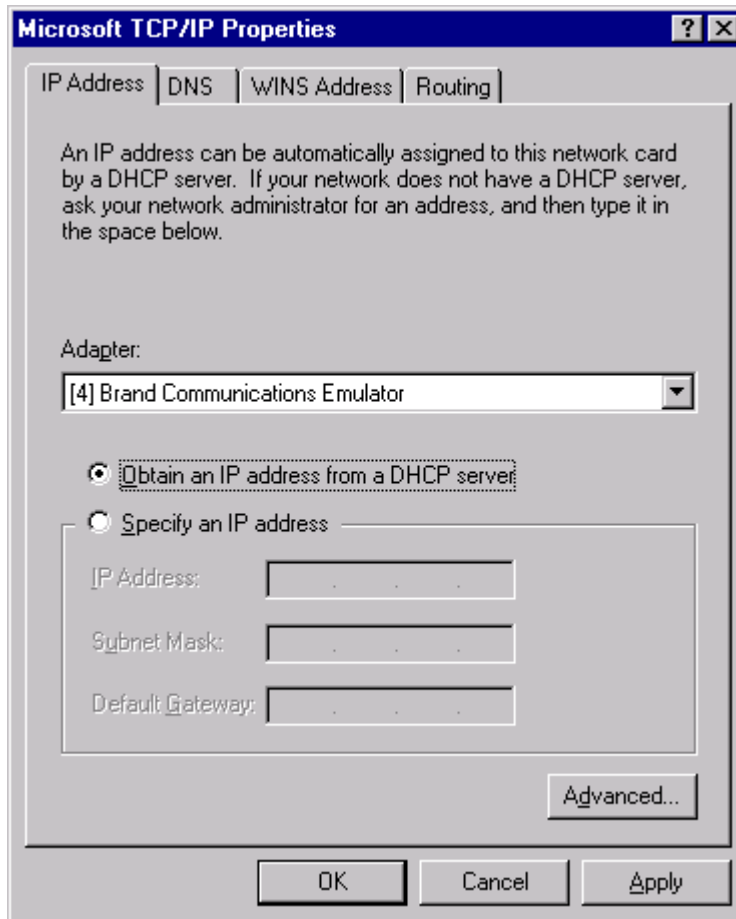 Microsoft TCP/IP Properties
IP Address DNS WINS Address Routing
An IP address can be automatically assigned to this network card
by a DHCP server. If your network does not have a DHCP server,
ask your network administrator for an address, and then type it in
the space below.
Adapter:
[4] Brand Communications Emulator
Obtain an IP address from a DHCP server
Specify an IP address
IP Address:
Subnet Mask:
Default Gateway:
Advanced...
OK Cancel Apply